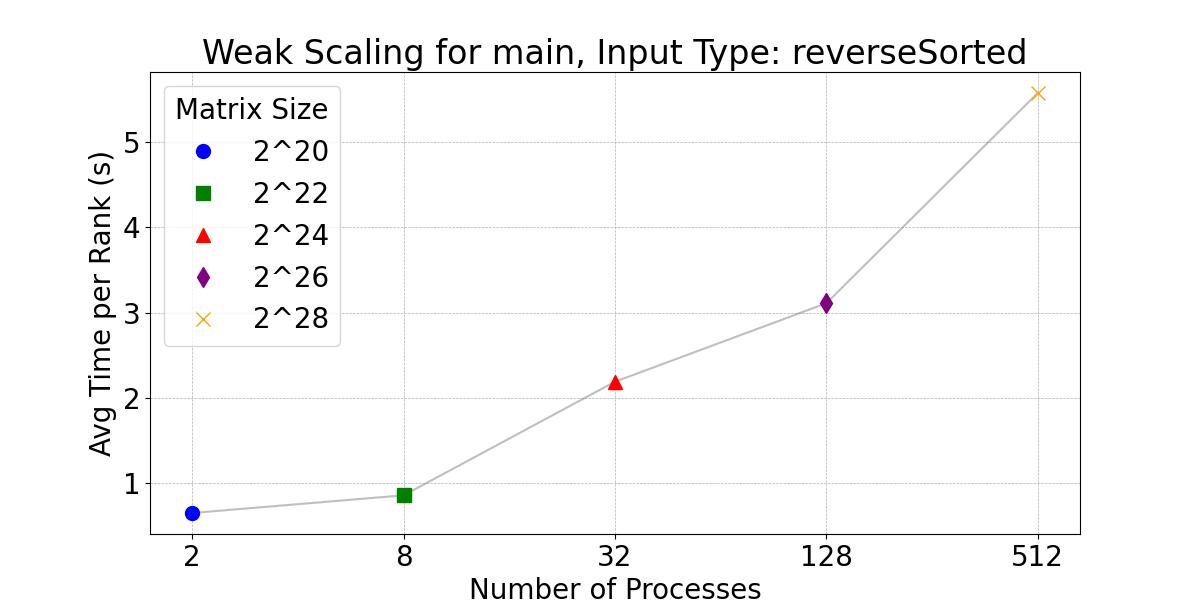 Weak Scaling for main, Input Type: reverseSorted
Avg Time per Rank (s)
5
4
3
2
1
Matrix Size
2^20
2^22
2^24
2^26
2^28
2 8 32 128 512
Number of Processes